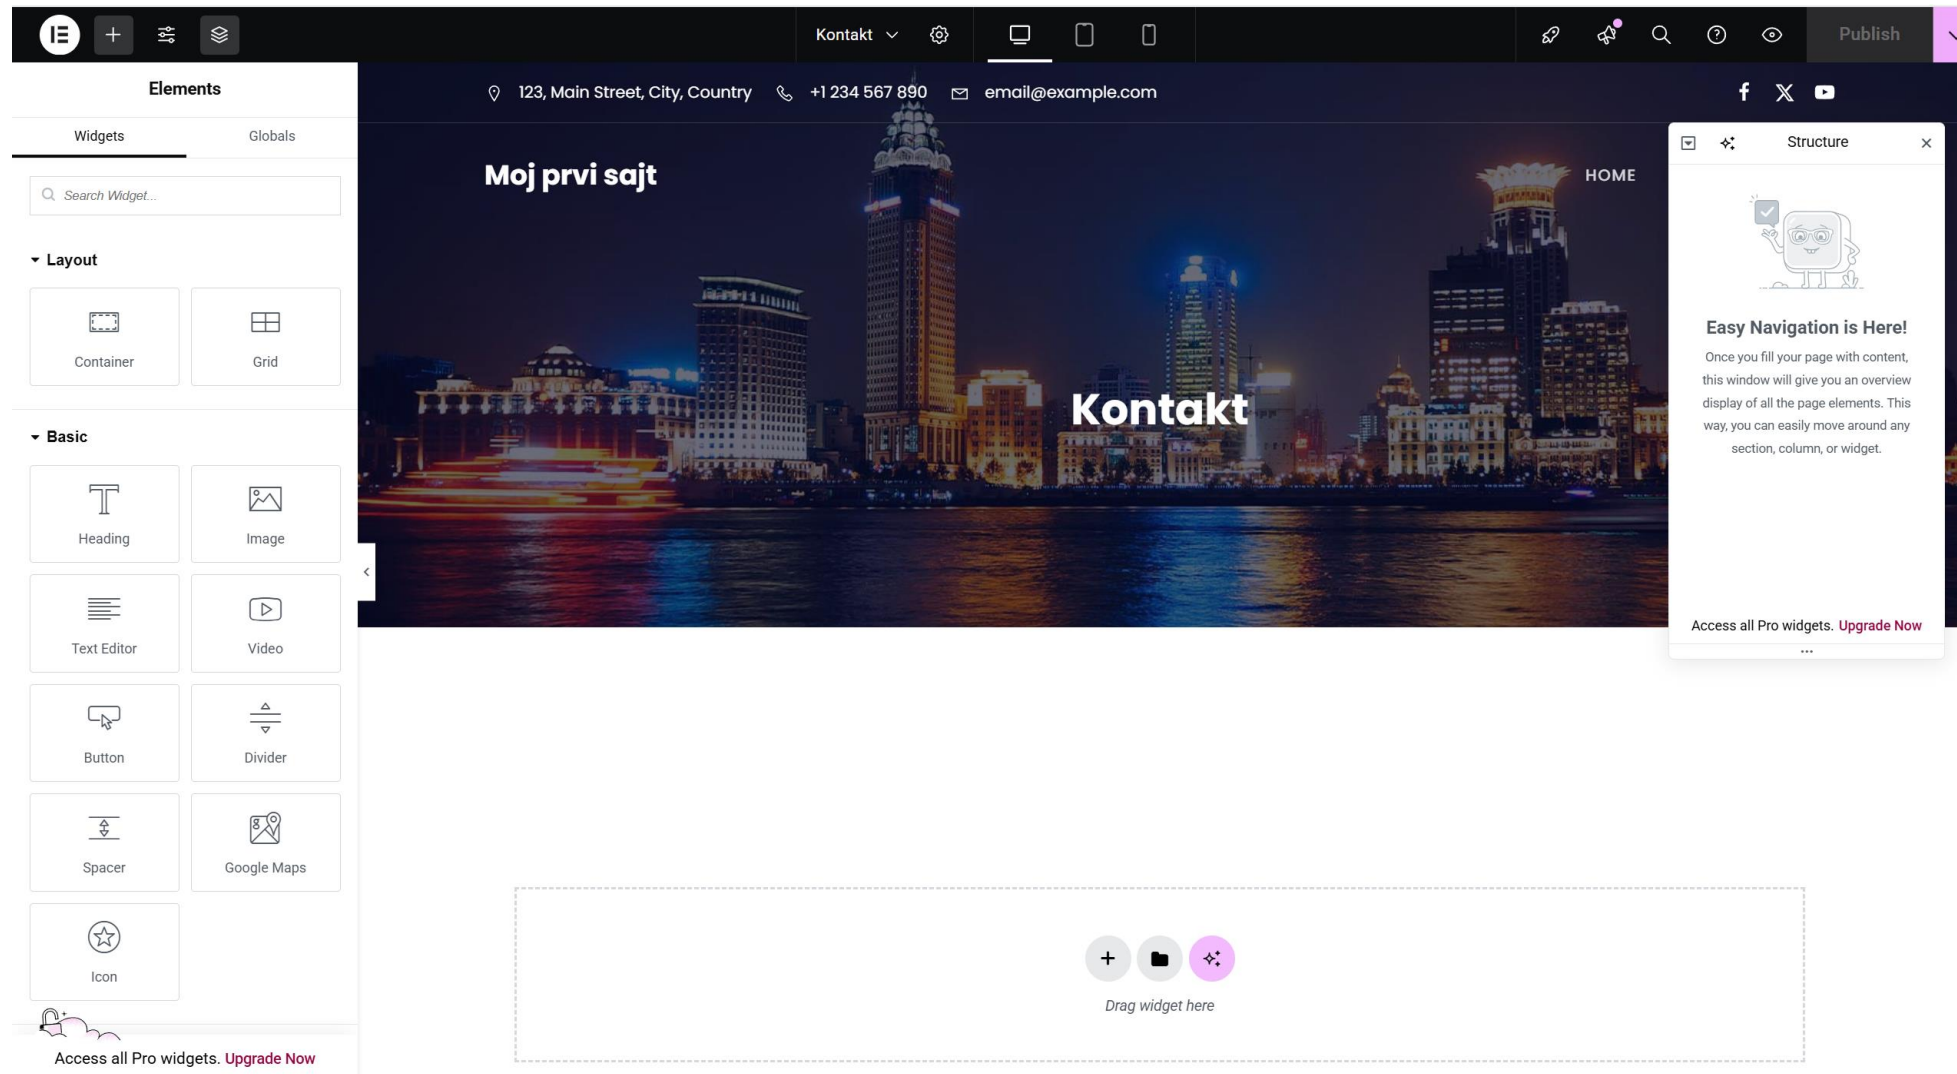 Kontakt
Publish
Elements
Widgets
Globals
Search Widget...
Layout
Container
Grid
Basic
Heading
Image
Text Editor
Video
Button
Divider
Spacer
Google Maps
Icon
Access all Pro widgets. Upgrade Now
123, Main Street, City, Country
+1 234 567 890
email@example.com
Moj prvi sajt
HOME
Kontakt
Drag widget here
Structure
Easy Navigation is Here!
Once you fill your page with content,
this window will give you an overview
display of all the page elements. This
way, you can easily move around any
section, column, or widget.
Access all Pro widgets. Upgrade Now